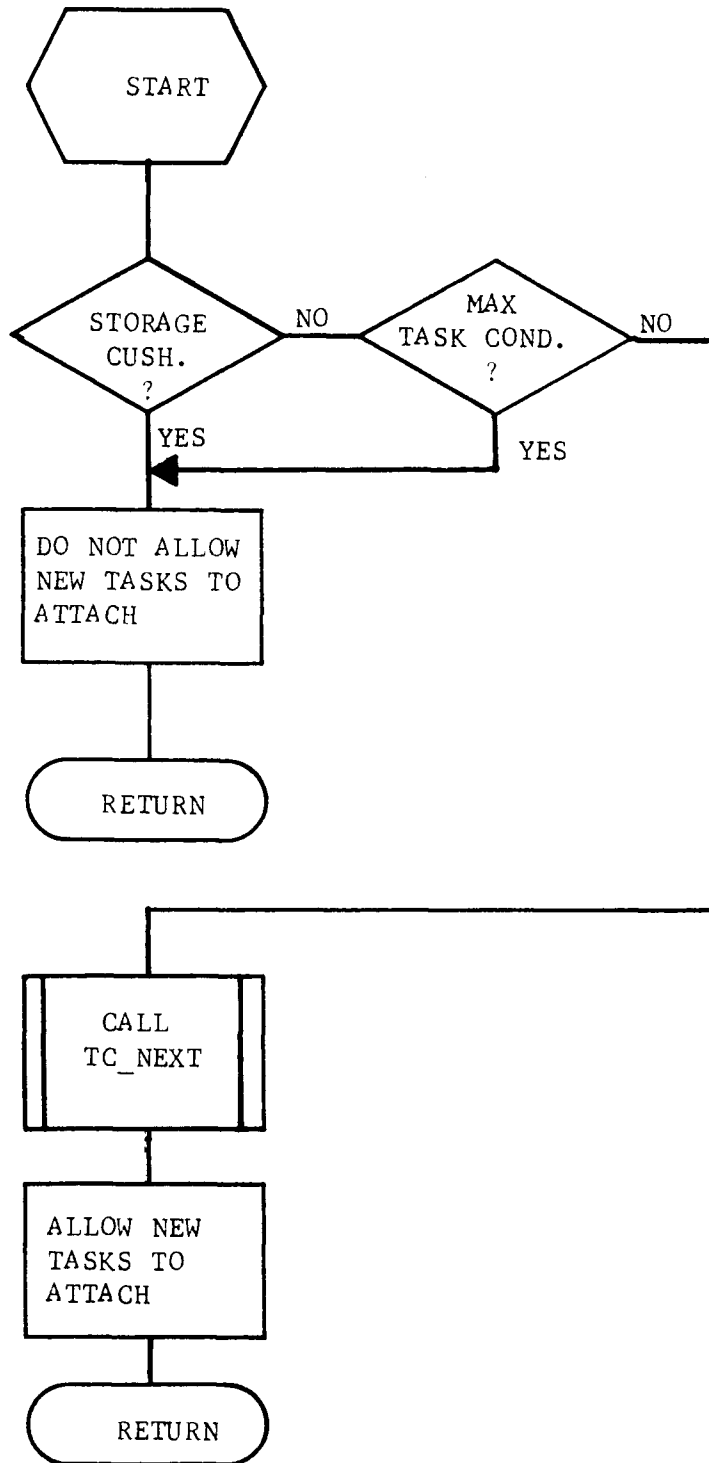 START
STORAGE
CUSH.
?
NO
MAX
TASK COND.
?
NO
YES
YES
DO NOT ALLOW
NEW TASKS TO
ATTACH
RETURN
CALL
TC_NEXT
ALLOW NEW
TASKS TO
ATTACH
RETURN